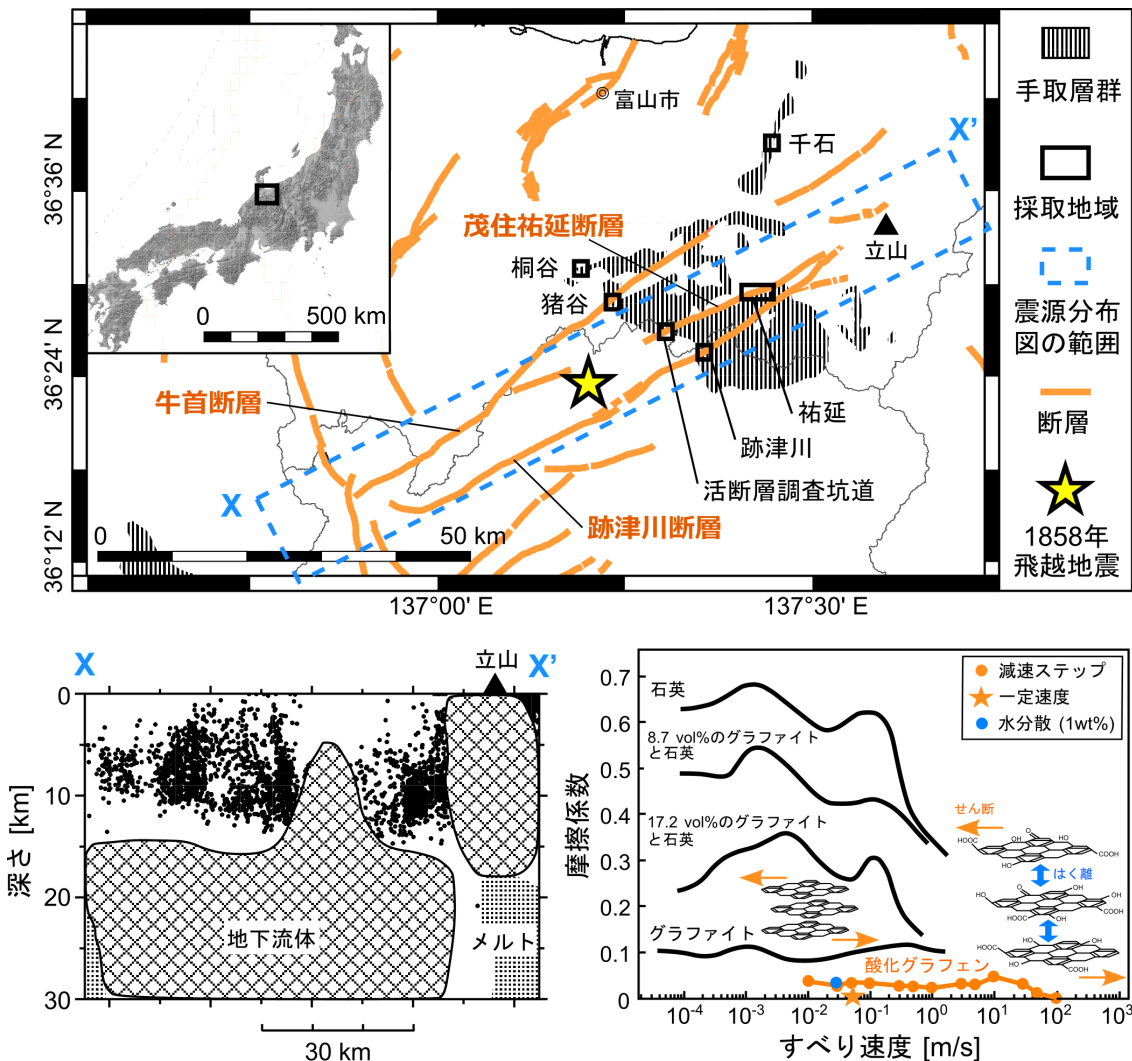 富山市
千石
X'
茂住祐延断層
立山
桐谷
猪谷
牛首断層
祐延
跡津川
活断層調査坑道
跡津川断層
X
0 500 km
0 50 km
36°36' N
36°24' N
36°12' N
137°00' E
137°30' E
手取層群
採取地域
震源分布
図の範囲
断層
1858年
飛越地震
X
立山
X'
0
10
20
30
深さ [km]
地下流体
メルト
30 km
0.7
0.6
0.5
0.4
0.3
0.2
0.1
0
摩擦係数
石英
8.7 vol%のグラファイト
と石英
17.2 vol%のグラファイト
と石英
グラファイト
酸化グラフェン
減速ステップ
一定速度
水分散 (1wt%)
せん断
はく離
10⁻⁴ 10⁻³ 10⁻² 10⁻¹ 10⁰ 10¹ 10² 10³
すべり速度 [m/s]